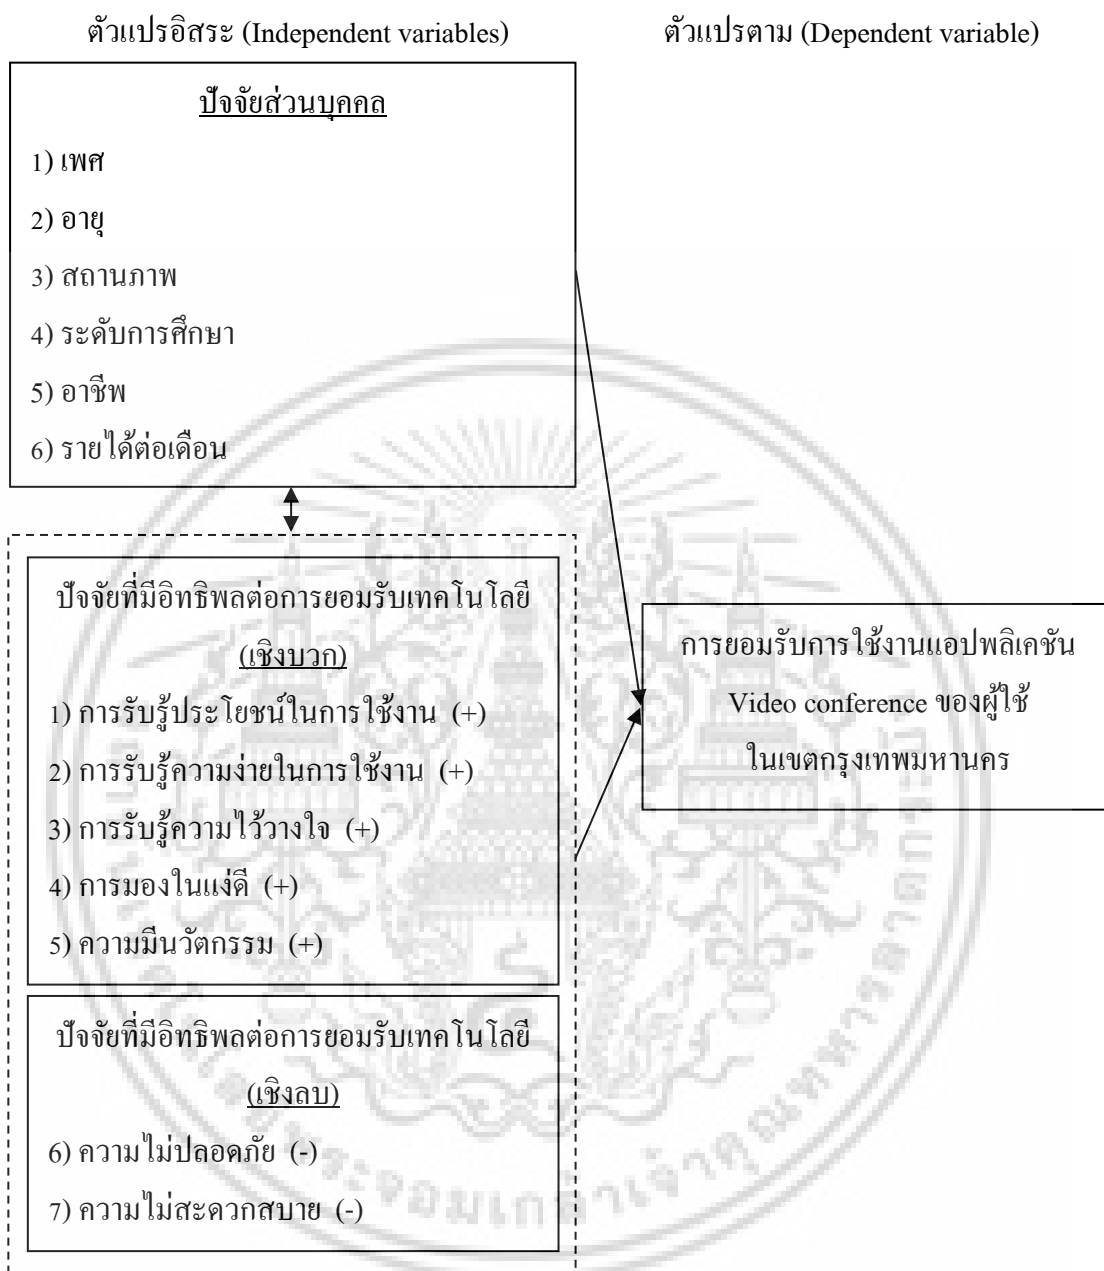 ตัวแปรอิสระ (Independent variables)
ตัวแปรตาม (Dependent variable)
ปัจจัยส่วนบุคคล
1) เพศ
2) อายุ
3) สถานภาพ
4) ระดับการศึกษา
5) อาชีพ
6) รายได้ต่อเดือน
ปัจจัยที่มีอิทธิพลต่อการยอมรับเทคโนโลยี
(เชิงบวก)
1) การรับรู้ประโยชน์ในการใช้งาน (+)
2) การรับรู้ความง่ายในการใช้งาน (+)
3) การรับรู้ความไว้วางใจ (+)
4) การมองในแง่ดี (+)
5) ความมีนวัตกรรม (+)
ปัจจัยที่มีอิทธิพลต่อการยอมรับเทคโนโลยี
(เชิงลบ)
6) ความไม่ปลอดภัย (-)
7) ความไม่สะดวกสบาย (-)
การยอมรับการใช้งานแอปพลิเคชัน
Video conference ของผู้ใช้
ในเขตกรุงเทพมหานคร